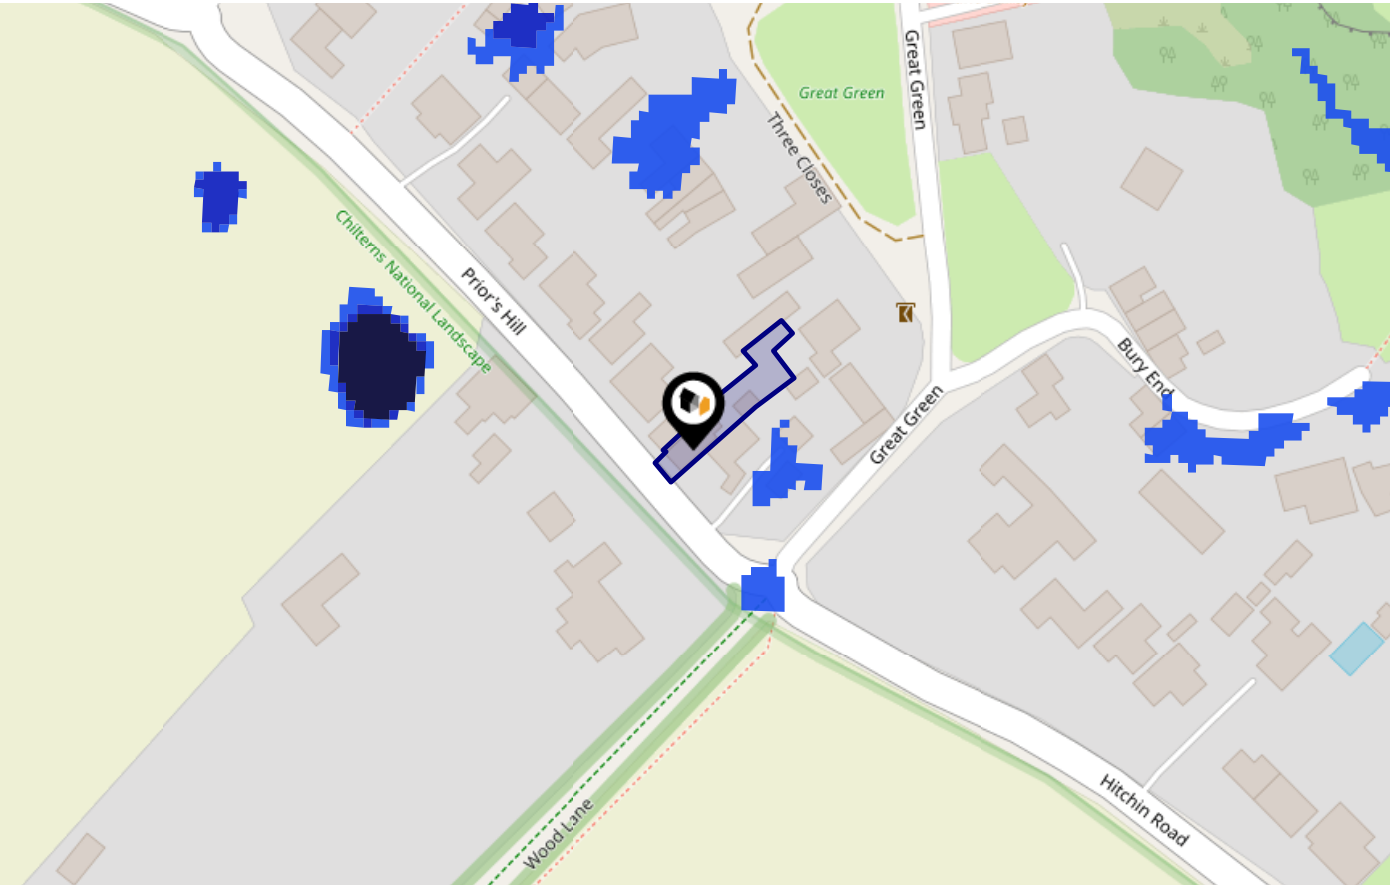 Great Green
Great Green
Three Closes
Chilterns National Landscape
Prior's Hill
Bury End
Great Green
Hitchin Road
Wood Lane